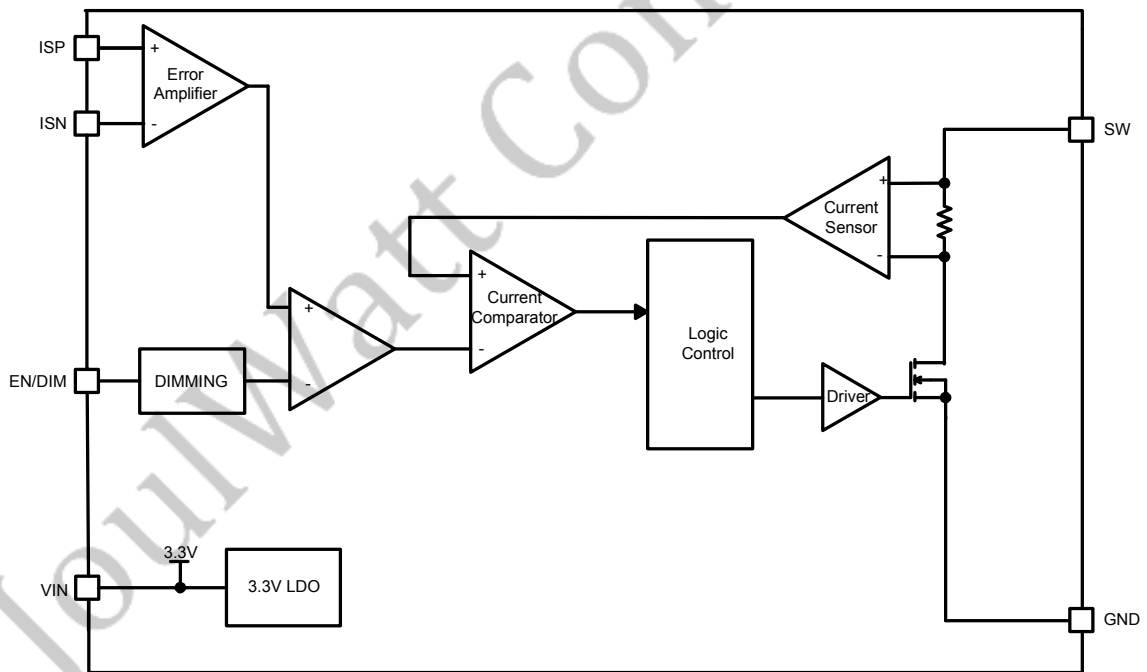 ISP
+
Error
Amplifier
ISN
-
SW
+
Current
Sensor
-
+
Current
Comparator
-
Logic
Control
+
EN/DIM
DIMMING
-
Driver
3.3V
VIN
3.3V LDO
GND
JoulWatt Con